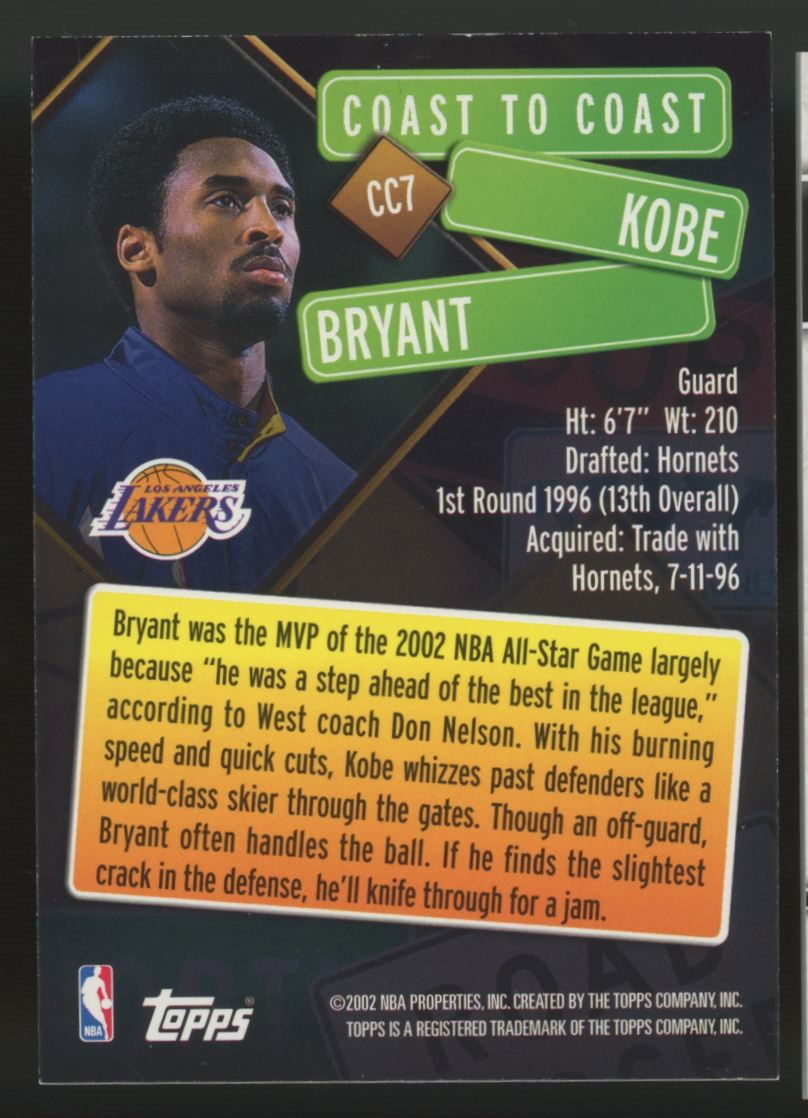 COAST TO COAST
CC7
KOBE
BRYANT
Guard
Ht: 6'7" Wt: 210
Drafted: Hornets
1st Round 1996 (13th Overall)
Acquired: Trade with
Hornets, 7-11-96
LOS ANGELES
LAKERS
Bryant was the MVP of the 2002 NBA All-Star Game largely
because “he was a step ahead of the best in the league,”
according to West coach Don Nelson. With his burning
speed and quick cuts, Kobe whizzes past defenders like a
world-class skier through the gates. Though an off-guard,
Bryant often handles the ball. If he finds the slightest
crack in the defense, he'll knife through for a jam.
ROAD
NBA
Topps®
©2002 NBA PROPERTIES, INC. CREATED BY THE TOPPS COMPANY, INC.
TOPPS IS A REGISTERED TRADEMARK OF THE TOPPS COMPANY, INC.